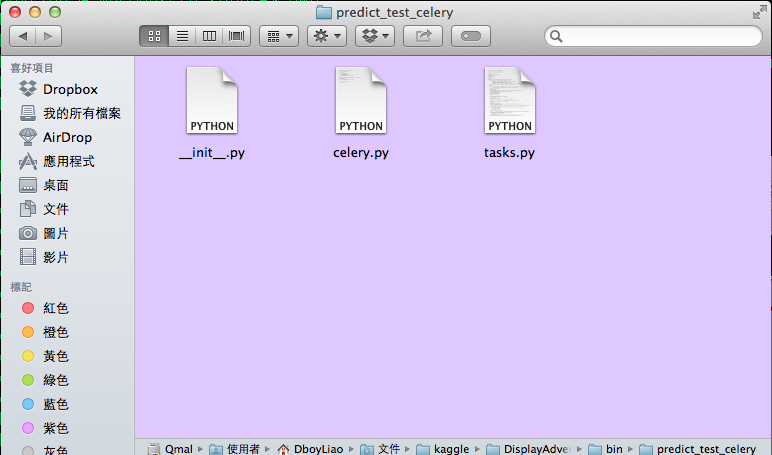 predict_test_celery
喜好項目
Dropbox
我的所有檔案
AirDrop
應用程式
桌面
文件
圖片
影片
標記
紅色
橙色
黃色
綠色
藍色
紫色
灰色
PYTHON PYTHON PYTHON
__init__.py celery.py tasks.py
Qmal 使用者 DboyLiao 文件 kaggle DisplayAdve bin predict_test_celery